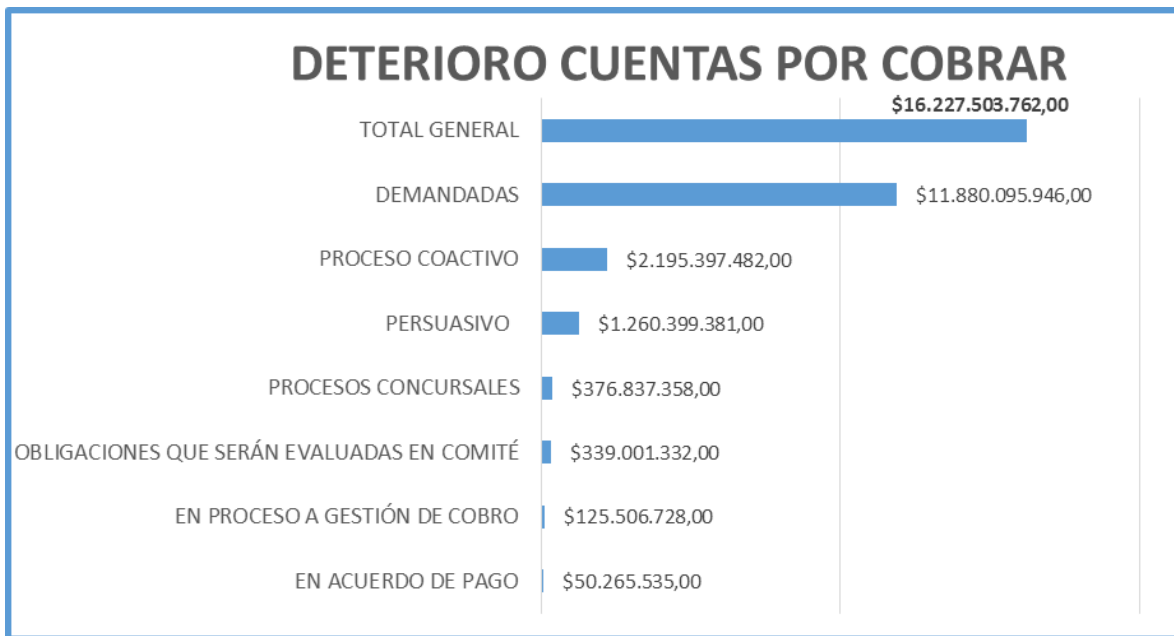 DETERIORO CUENTAS POR COBRAR
$16.227.503.762,00
TOTAL GENERAL
DEMANDADAS $11.880.095.946,00
PROCESO COACTIVO $2.195.397.482,00
PERSUASIVO $1.260.399.381,00
PROCESOS CONCURSALES $376.837.358,00
OBLIGACIONES QUE SERÁN EVALUADAS EN COMITÉ $339.001.332,00
EN PROCESO A GESTIÓN DE COBRO $125.506.728,00
EN ACUERDO DE PAGO $50.265.535,00